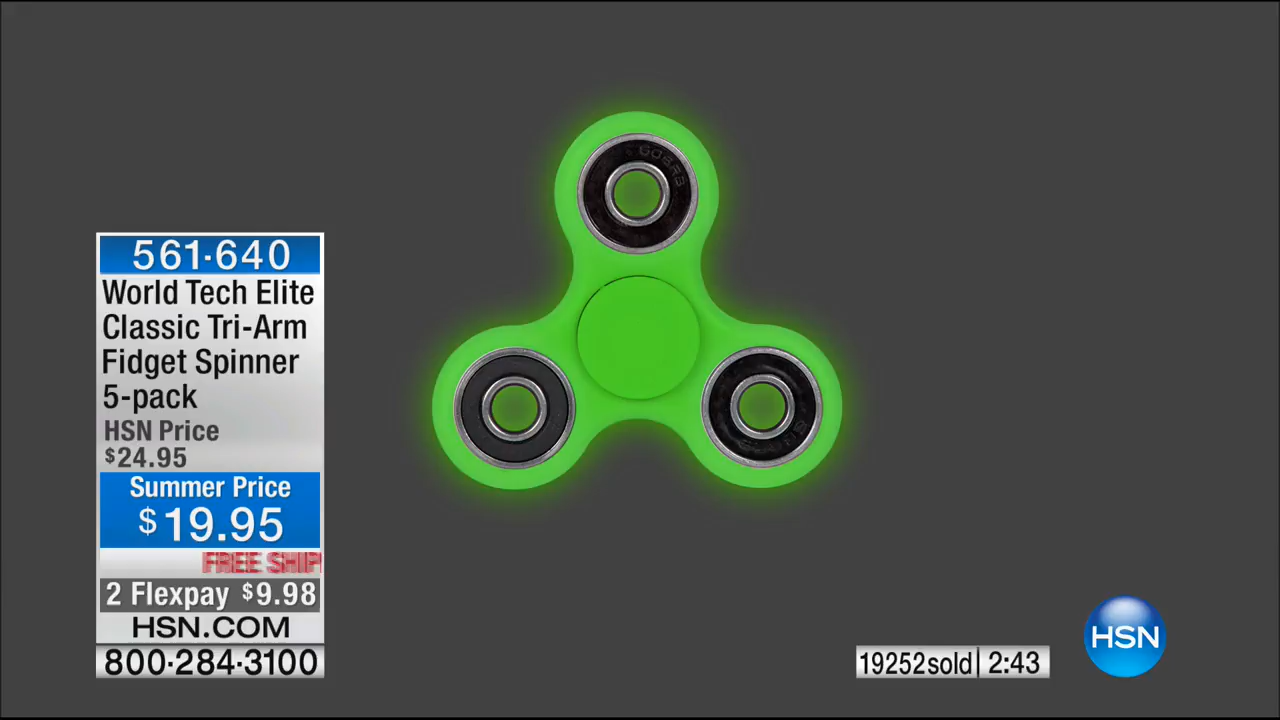 561·640
World Tech Elite
Classic Tri-Arm
Fidget Spinner
5-pack
HSN Price
$24.95
Summer Price
$19.95
FREE SHIP
2 Flexpay $9.98
HSN.COM
800·284·3100
19252sold 2:43
HSN